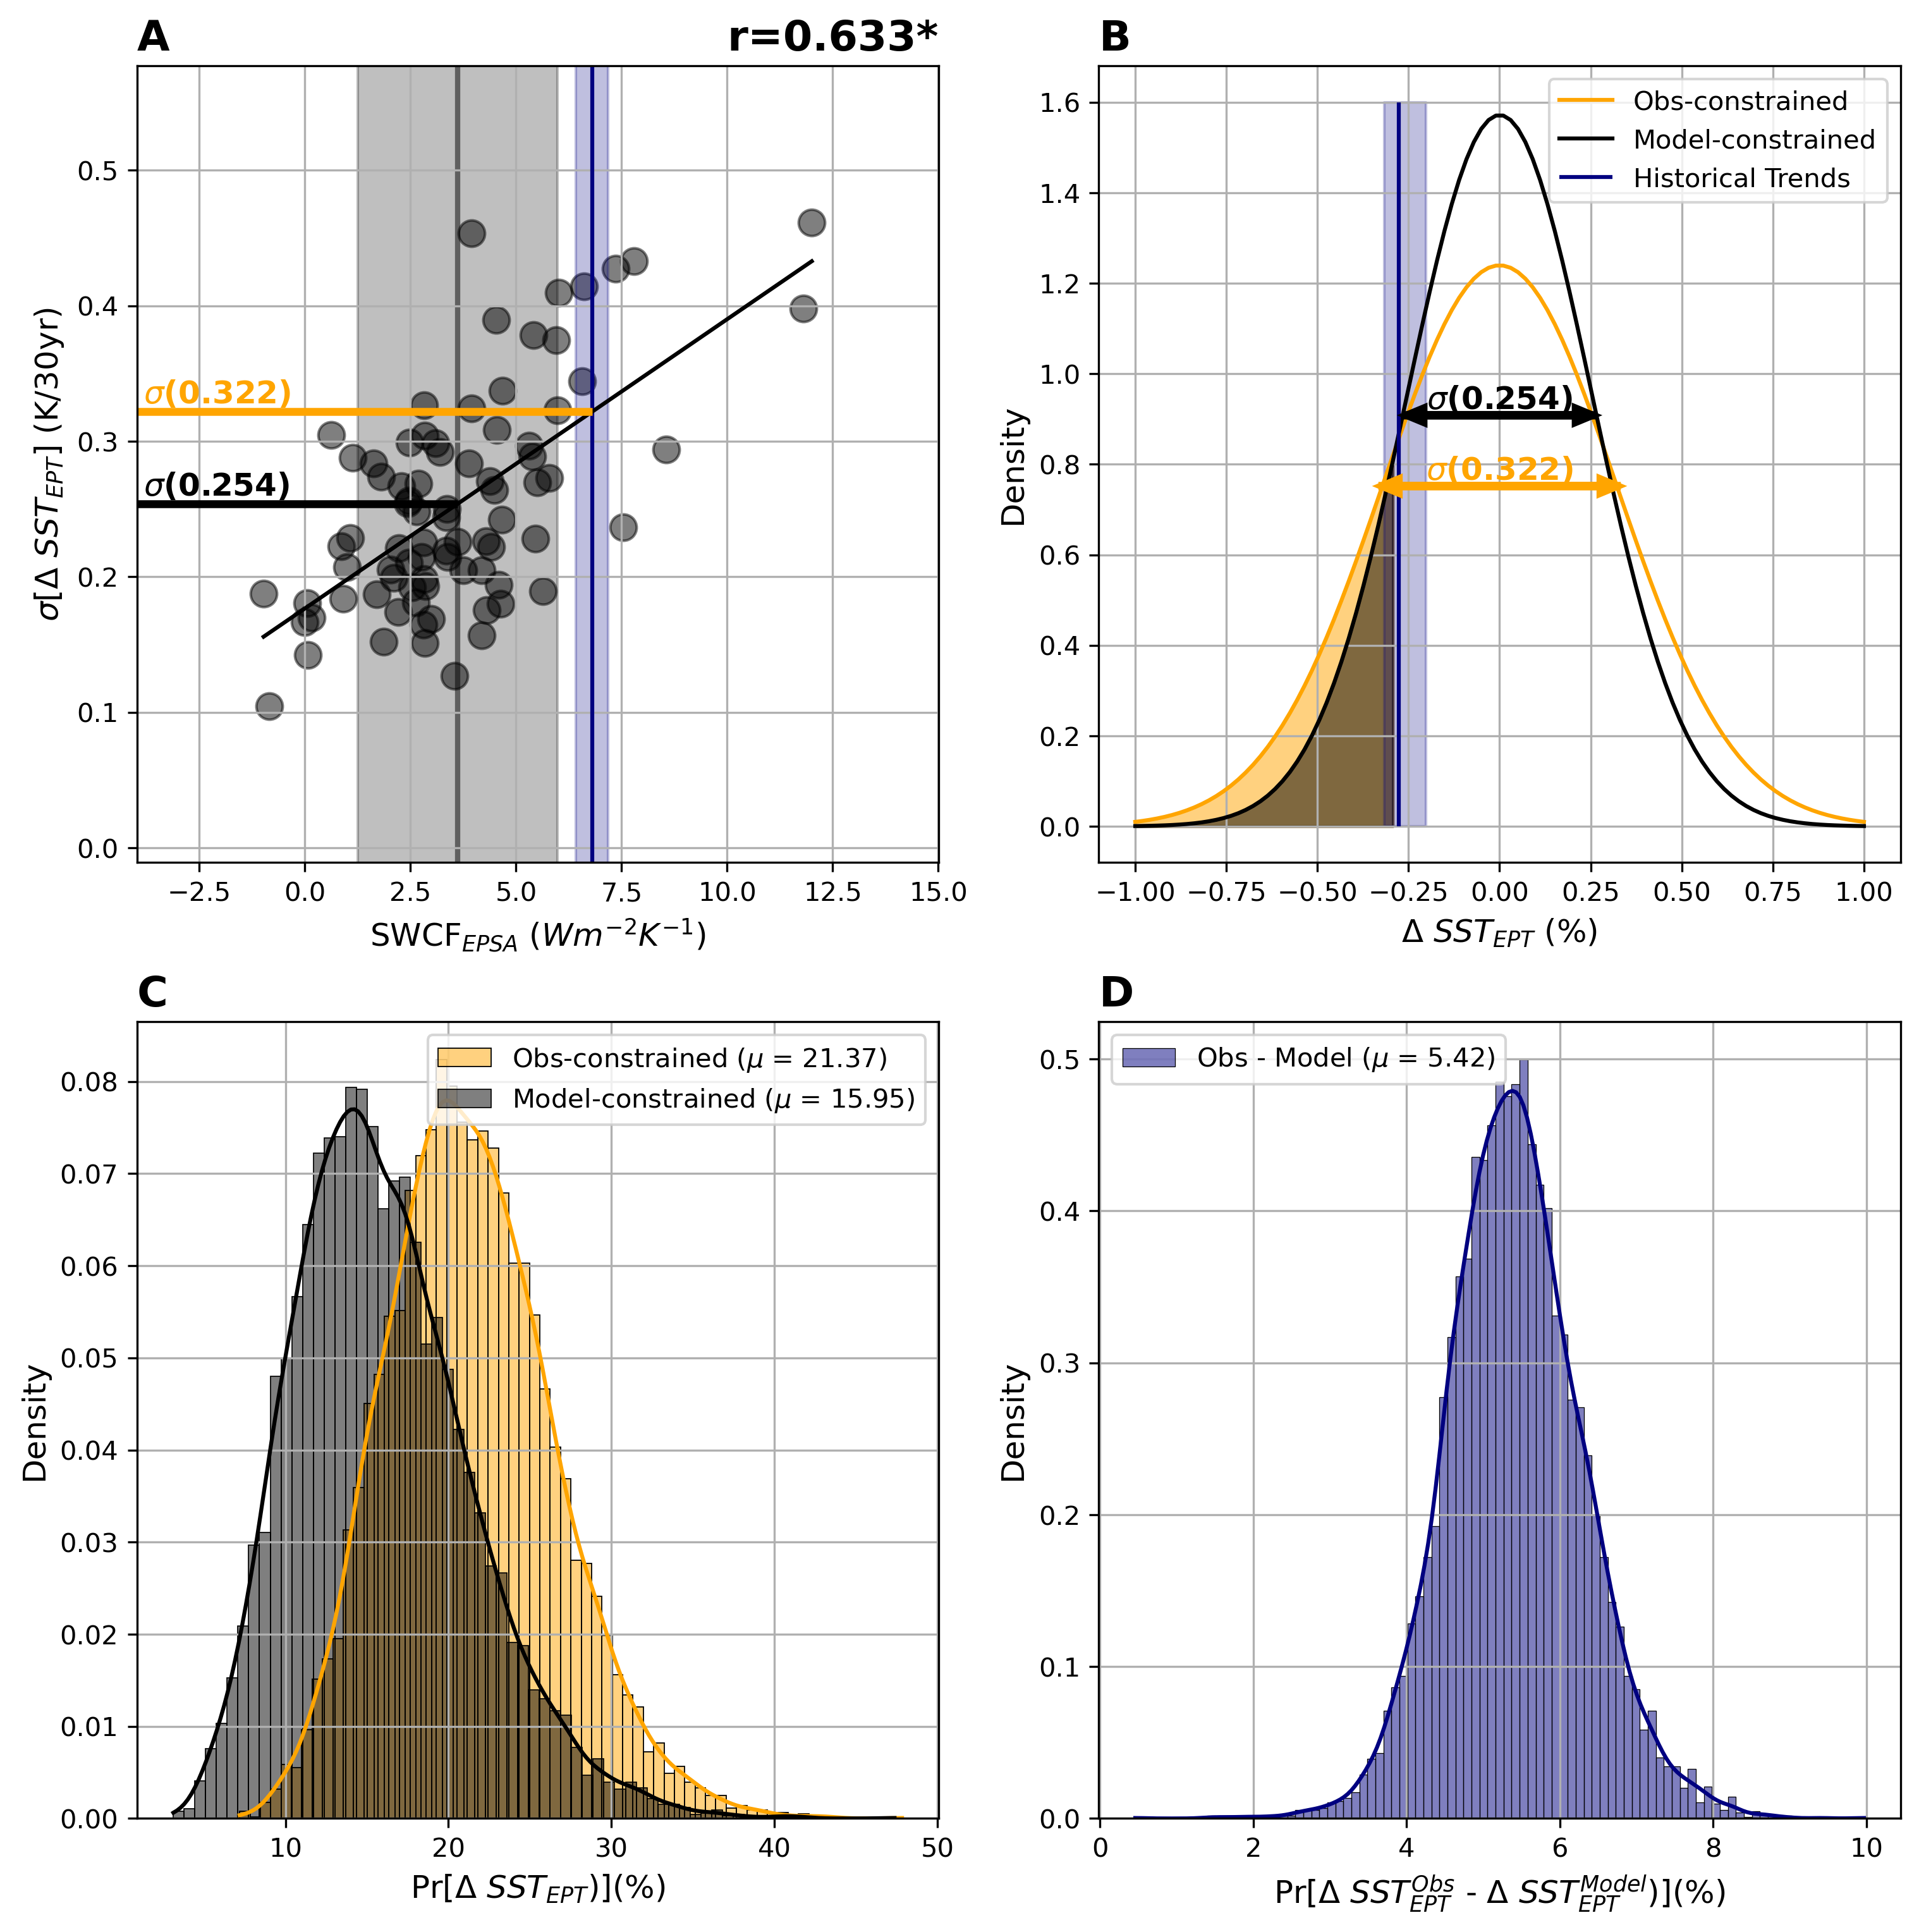 A
r=0.633*
σ[Δ SST_EPT] (K/30yr)
0.5
0.4
0.3
0.2
0.1
0.0
σ(0.322)
σ(0.254)
−2.5 0.0 2.5 5.0 7.5 10.0 12.5 15.0
SWCF_EPSA (Wm⁻²K⁻¹)
B
Density
1.6
1.4
1.2
1.0
0.8
0.6
0.4
0.2
0.0
Obs-constrained
Model-constrained
Historical Trends
σ(0.254)
σ(0.322)
−1.00 −0.75 −0.50 −0.25 0.00 0.25 0.50 0.75 1.00
Δ SST_EPT (%)
C
Density
0.08
0.07
0.06
0.05
0.04
0.03
0.02
0.01
0.00
Obs-constrained (μ = 21.37)
Model-constrained (μ = 15.95)
10 20 30 40 50
Pr[Δ SST_EPT)](%)
D
Density
0.5
0.4
0.3
0.2
0.1
0.0
Obs - Model (μ = 5.42)
0 2 4 6 8 10
Pr[Δ SST_EPT^Obs - Δ SST_EPT^Model)](%)